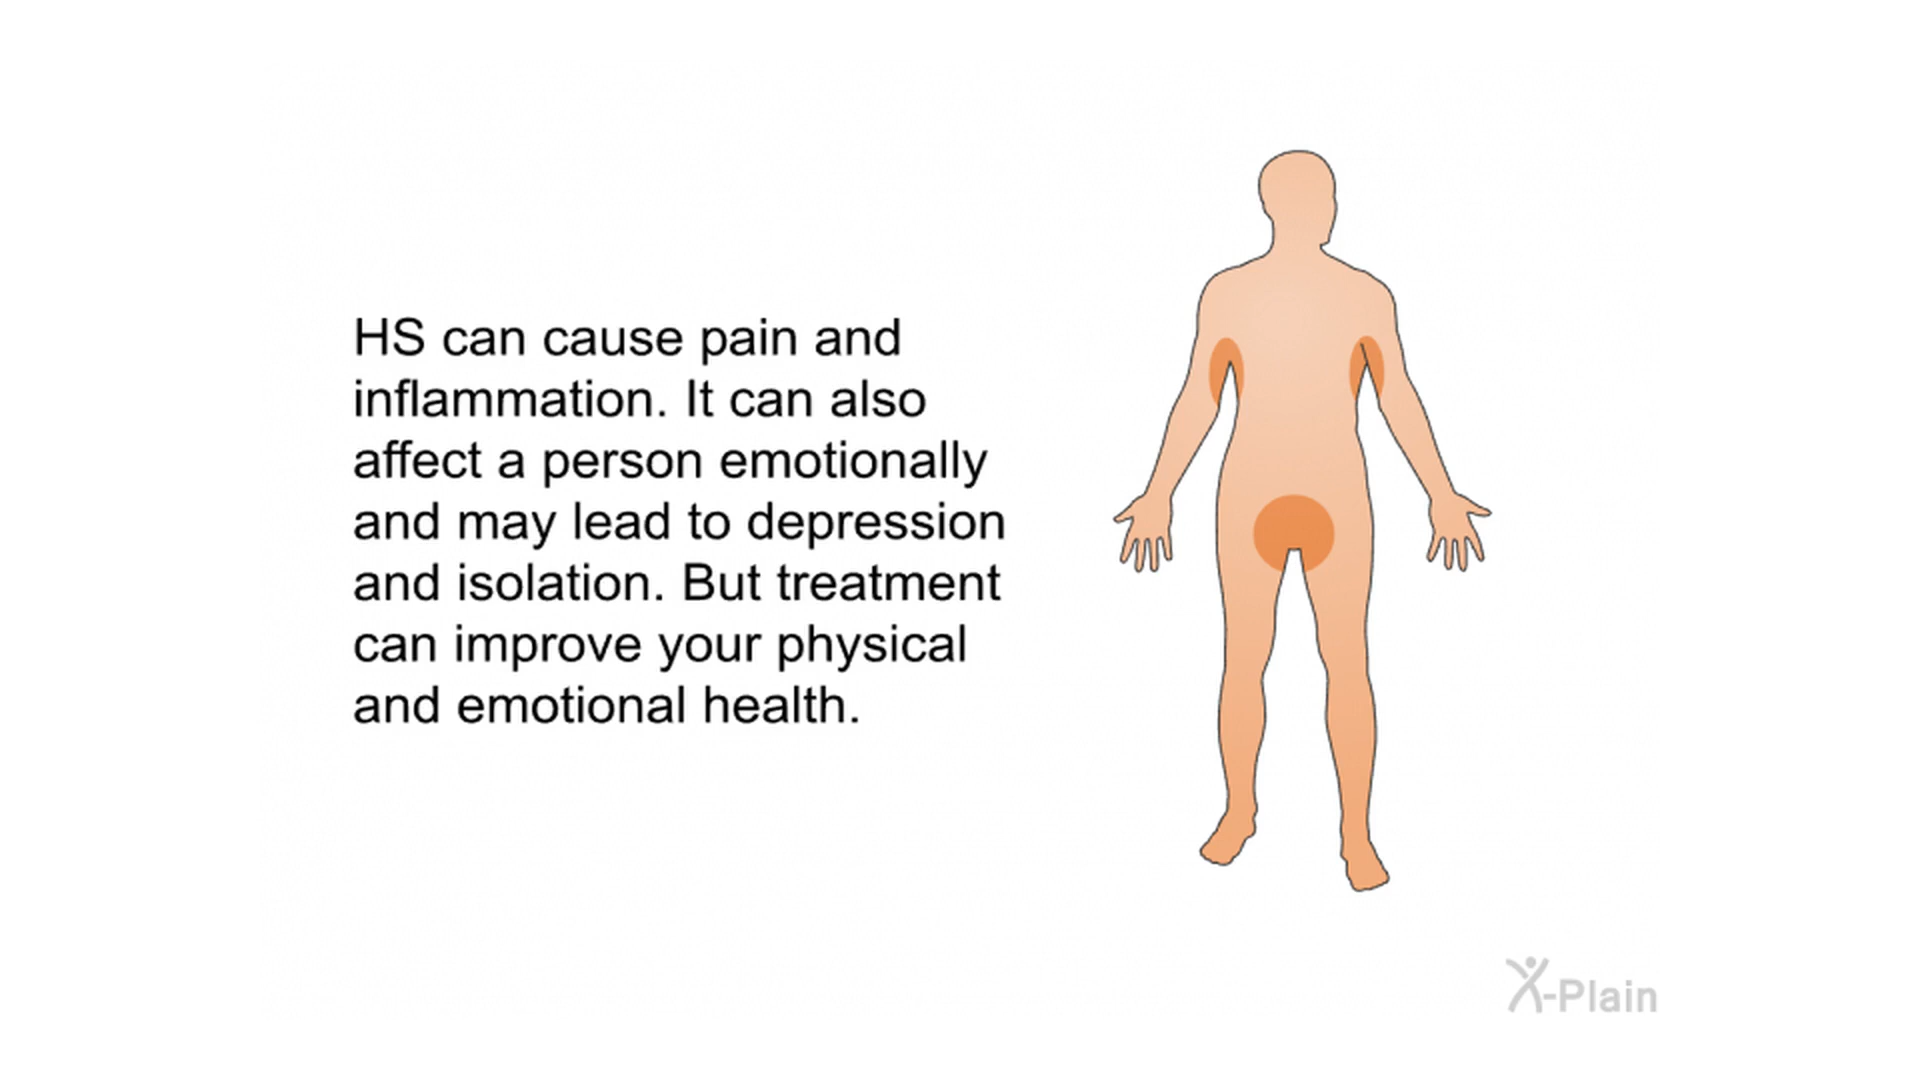 HS can cause pain and
inflammation. It can also
affect a person emotionally
and may lead to depression
and isolation. But treatment
can improve your physical
and emotional health.
X-Plain